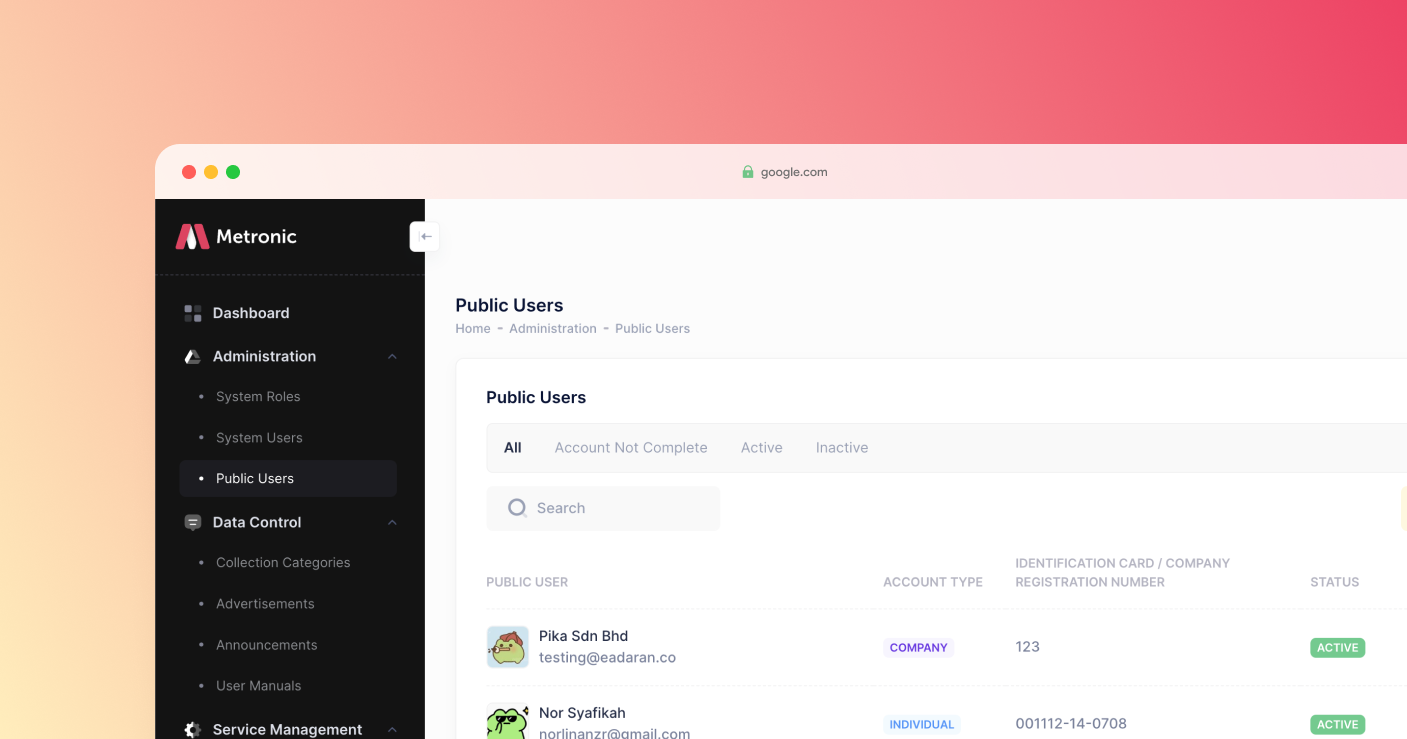 google.com
Metronic
Dashboard
Administration
System Roles
System Users
Public Users
Data Control
Collection Categories
Advertisements
Announcements
User Manuals
Service Management
Public Users
Home - Administration - Public Users
Public Users
All Account Not Complete Active Inactive
Search
PUBLIC USER ACCOUNT TYPE IDENTIFICATION CARD / COMPANY
REGISTRATION NUMBER STATUS
Pika Sdn Bhd
testing@eadaran.co COMPANY 123 ACTIVE
Nor Syafikah
norlinanzr@gmail.com INDIVIDUAL 001112-14-0708 ACTIVE